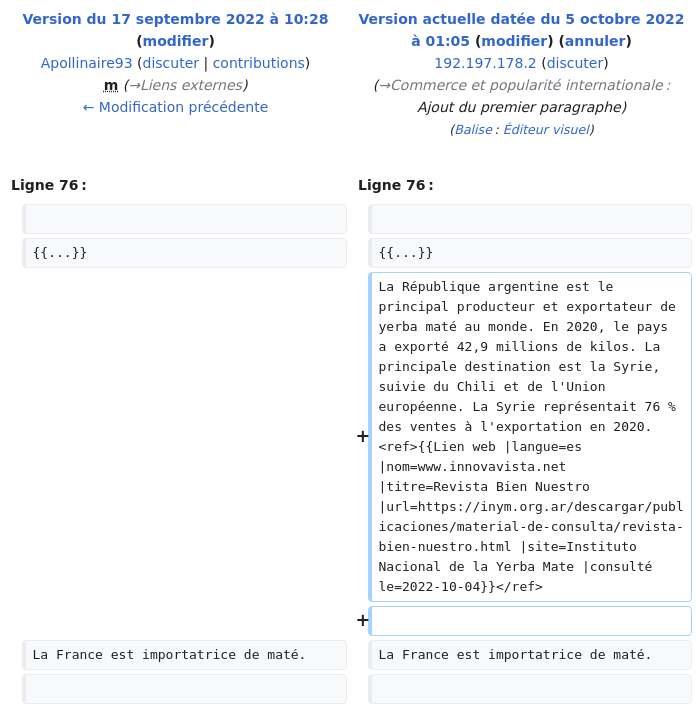 Version du 17 septembre 2022 à 10:28
(modifier)
Apollinaire93 (discuter | contributions)
m (→Liens externes)
← Modification précédente
Version actuelle datée du 5 octobre 2022
à 01:05 (modifier) (annuler)
192.197.178.2 (discuter)
(→Commerce et popularité internationale :
Ajout du premier paragraphe)
(Balise : Éditeur visuel)
Ligne 76 :
Ligne 76 :
{{...}}
{{...}}
+
La République argentine est le
principal producteur et exportateur de
yerba maté au monde. En 2020, le pays
a exporté 42,9 millions de kilos. La
principale destination est la Syrie,
suivie du Chili et de l'Union
européenne. La Syrie représentait 76 %
des ventes à l'exportation en 2020.
<ref>{{Lien web |langue=es
|nom=www.innovavista.net
|titre=Revista Bien Nuestro
|url=https://inym.org.ar/descargar/publ
icaciones/material-de-consulta/revista-
bien-nuestro.html |site=Instituto
Nacional de la Yerba Mate |consulté
le=2022-10-04}}</ref>
+
La France est importatrice de maté.
La France est importatrice de maté.